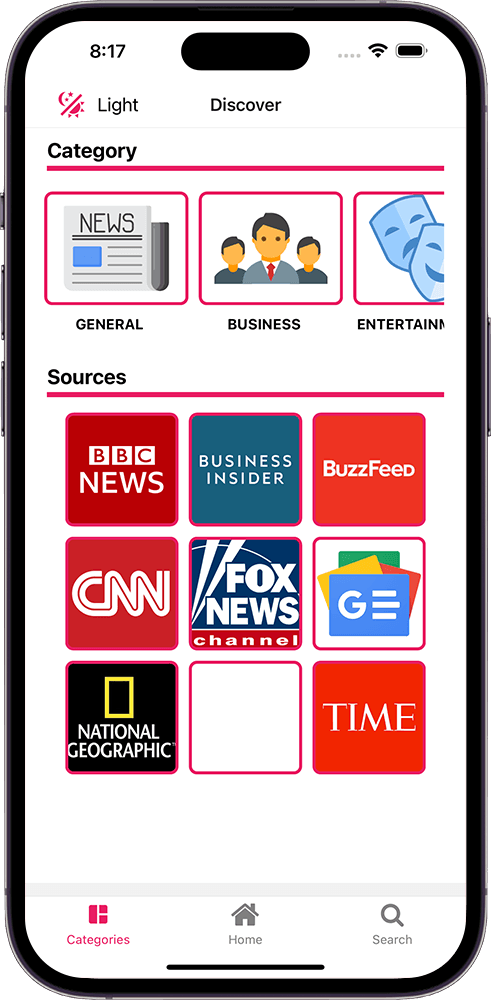 8:17
Light
Discover
Category
NEWS
GENERAL
BUSINESS
ENTERTAINM
Sources
BBC
NEWS
BUSINESS
INSIDER
BuzzFeed
CNN
FOX
NEWS
channel
G
NATIONAL
GEOGRAPHIC
TIME
Categories
Home
Search